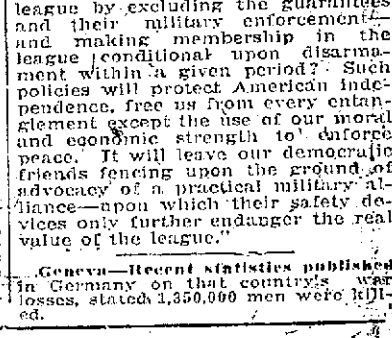 league by excluding the guarantees
and their military enforcement—
and making membership in the
league conditional upon disarma-
ment within a given period? Such
policies will protect American inde-
pendence, free us from every entan-
glement except the use of our moral
and economic strength to enforce
peace. It will leave our democratic
friends fencing upon the ground of
advocacy of a practical military al-
liance—upon which their safety de-
vices only further endanger the real
value of the league."
Geneva—Recent statistics published
in Germany on that country's war
losses, stated 1,350,000 men were kill-
ed.